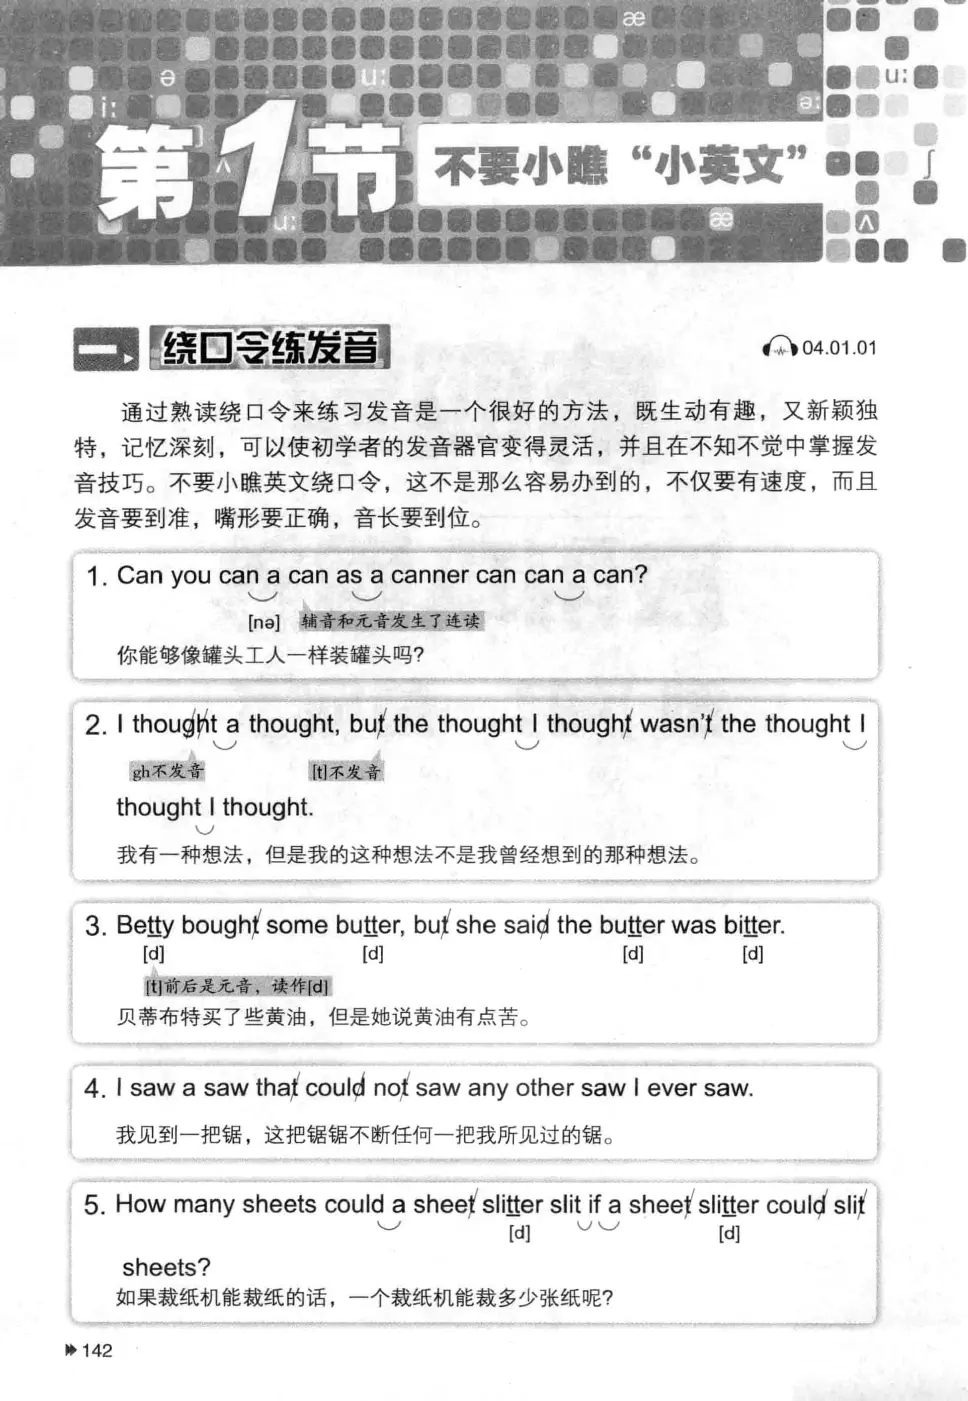 æ
ə
u:
u:
i:
ə:
第1节 不要小瞧“小英文”
ʃ
ʌ
u:
æ
ʌ
一、绕口令练发音
04.01.01
通过熟读绕口令来练习发音是一个很好的方法，既生动有趣，又新颖独
特，记忆深刻，可以使初学者的发音器官变得灵活，并且在不知不觉中掌握发
音技巧。不要小瞧英文绕口令，这不是那么容易办到的，不仅要有速度，而且
发音要到准，嘴形要正确，音长要到位。
1. Can you can a can as a canner can can a can?
[nə] 辅音和元音发生了连读
你能够像罐头工人一样装罐头吗?
2. I thought a thought, but the thought I thought wasn't the thought I
gh不发音 [t]不发音
thought I thought.
我有一种想法，但是我的这种想法不是我曾经想到的那种想法。
3. Betty bought some butter, but she said the butter was bitter.
[d] [d] [d] [d]
[t]前后是元音，读作[d]
贝蒂布特买了些黄油，但是她说黄油有点苦。
4. I saw a saw that could not saw any other saw I ever saw.
我见到一把锯，这把锯锯不断任何一把我所见过的锯。
5. How many sheets could a sheet slitter slit if a sheet slitter could slit
[d] [d]
sheets?
如果裁纸机能裁纸的话，一个裁纸机能裁多少张纸呢?
142